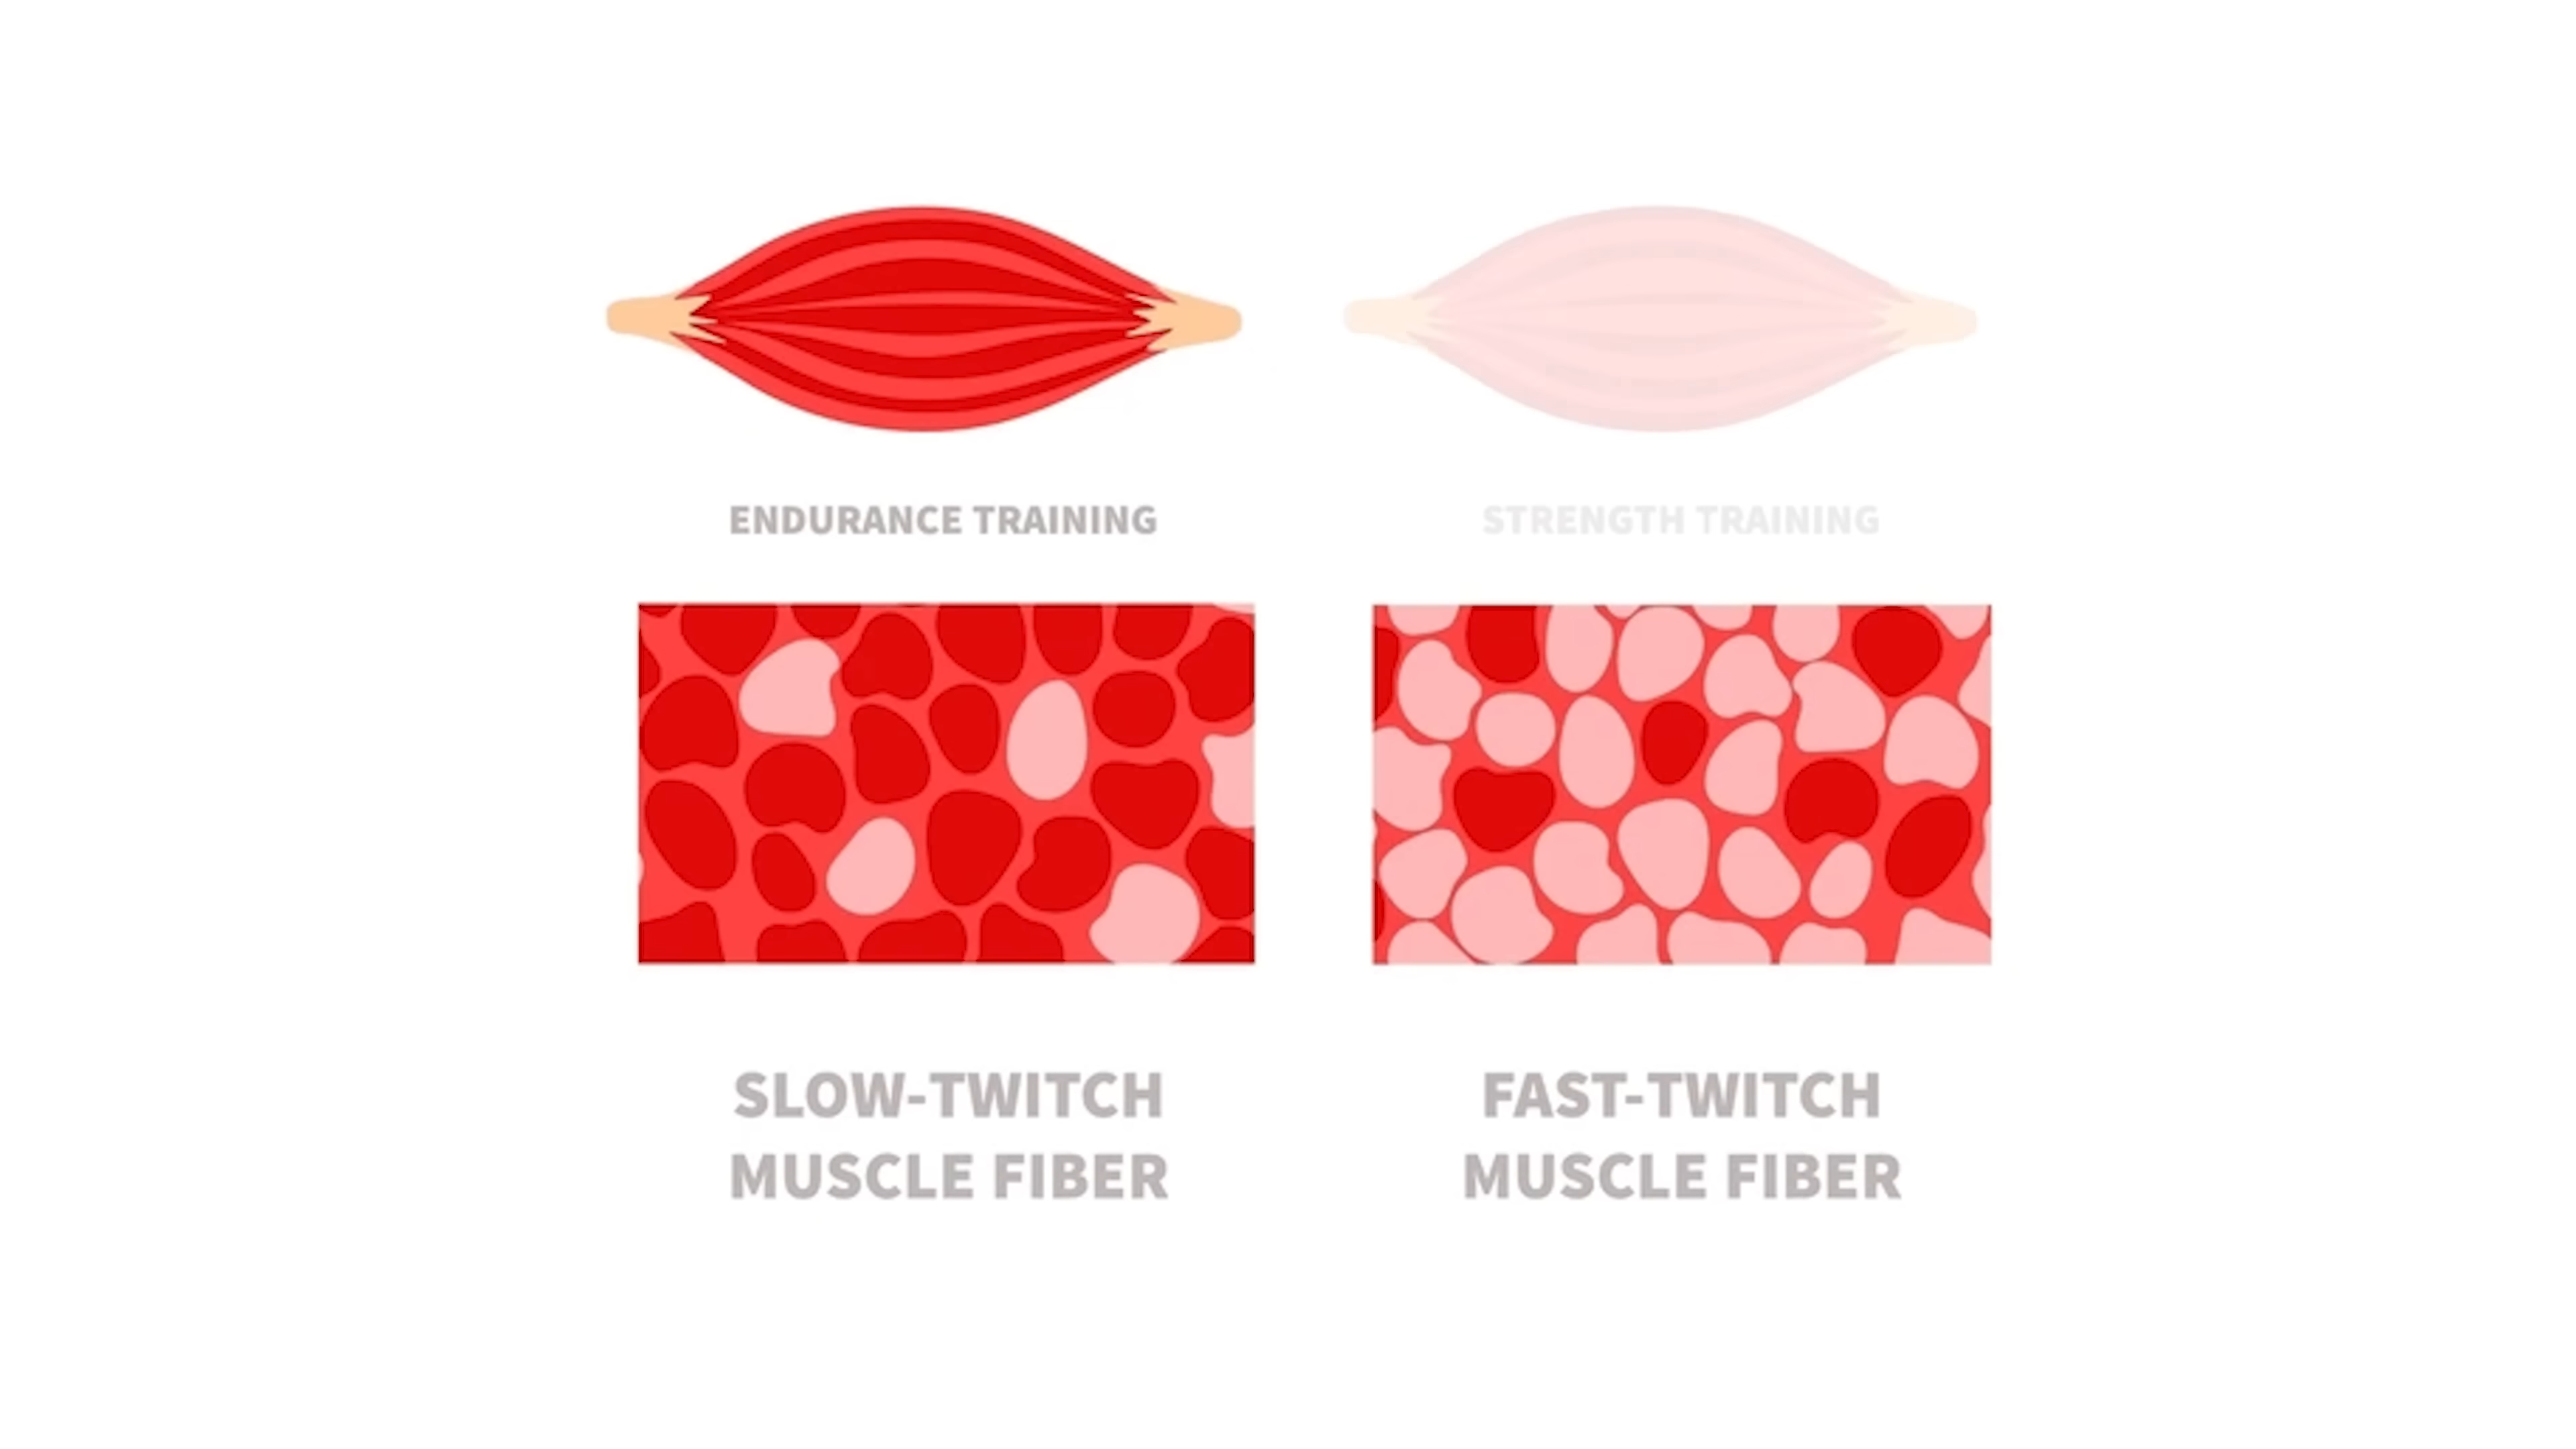 ENDURANCE TRAINING
STRENGTH TRAINING
SLOW-TWITCH
MUSCLE FIBER
FAST-TWITCH
MUSCLE FIBER